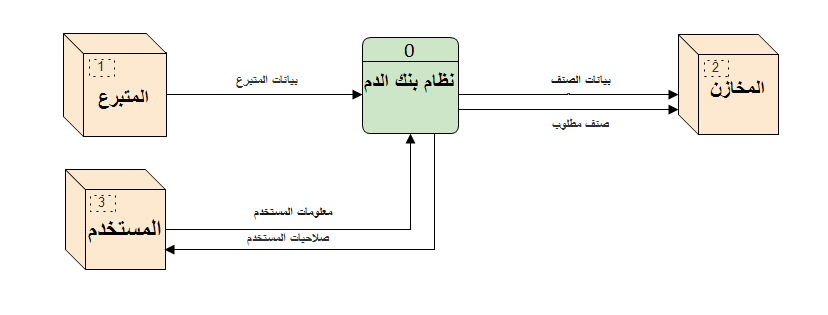 1
المتبرع
بيانات المتبرع
0
نظام بنك الدم
بيانات الصنف
صنف مطلوب
2
المخازن
3
المستخدم
معلومات المستخدم
صلاحيات المستخدم